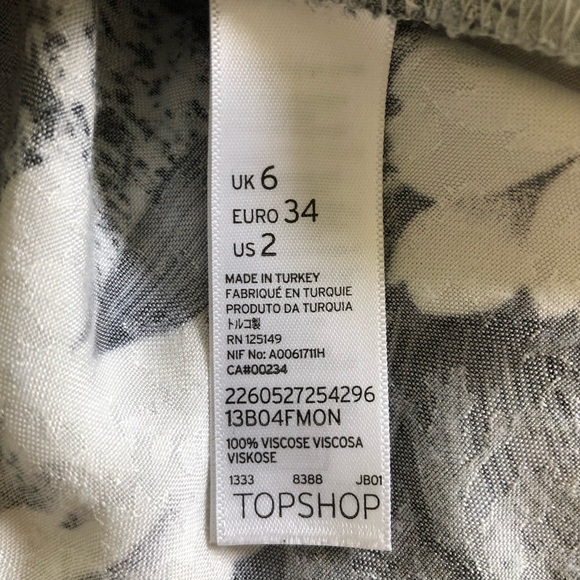 UK 6
EURO 34
US 2
MADE IN TURKEY
FABRIQUÉ EN TURQUIE
PRODUTO DA TURQUIA
トルコ製
RN 125149
NIF No: A0061711H
CA#00234
2260527254296
13B04FMON
100% VISCOSE VISCOSA
VISKOSE
1333 8388 JB01
TOPSHOP